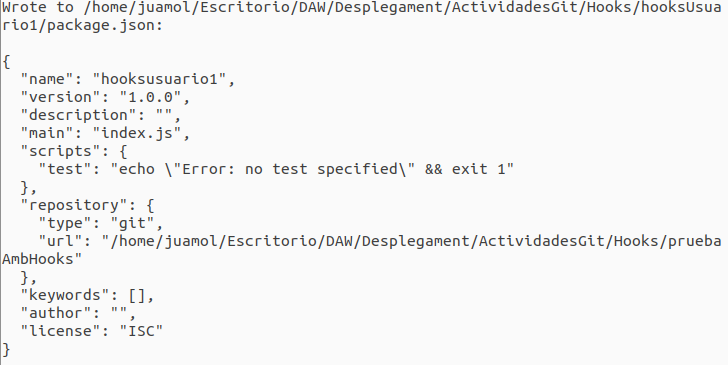 Wrote to /home/juamol/Escritorio/DAW/Desplegament/ActividadesGit/Hooks/hooksUsua
rio1/package.json:

{
  "name": "hooksusuario1",
  "version": "1.0.0",
  "description": "",
  "main": "index.js",
  "scripts": {
    "test": "echo \"Error: no test specified\" && exit 1"
  },
  "repository": {
    "type": "git",
    "url": "/home/juamol/Escritorio/DAW/Desplegament/ActividadesGit/Hooks/prueba
AmbHooks"
  },
  "keywords": [],
  "author": "",
  "license": "ISC"
}